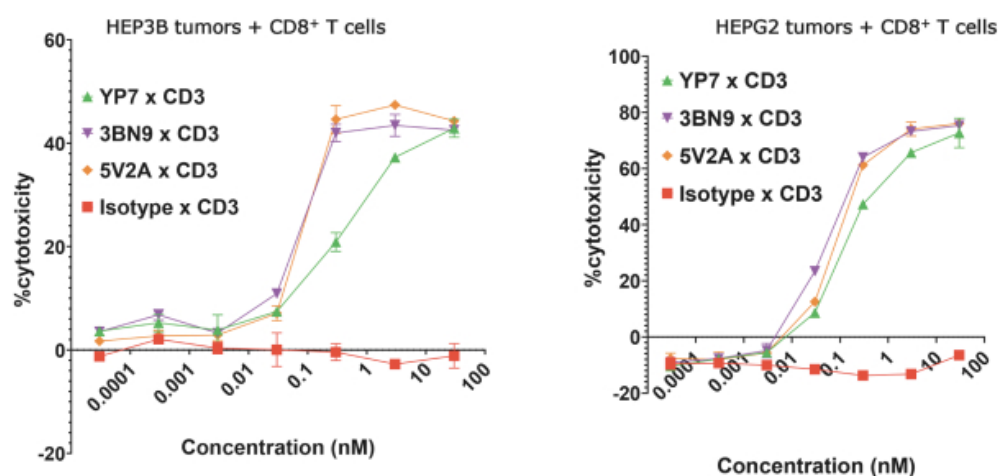 HEP3B tumors + CD8⁺ T cells
60
40
20
0
-20
%cytotoxicity
YP7 x CD3
3BN9 x CD3
5V2A x CD3
Isotype x CD3
0.0001
0.001
0.01
0.1
1
10
100
Concentration (nM)
HEPG2 tumors + CD8⁺ T cells
100
80
60
40
20
0
-20
%cytotoxicity
YP7 x CD3
3BN9 x CD3
5V2A x CD3
Isotype x CD3
0.000
0.001
0.01
0.1
1
10
100
Concentration (nM)